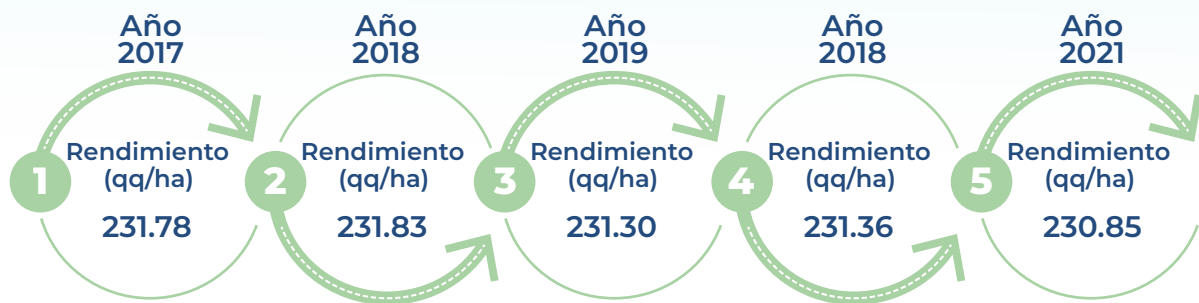 Año
2017
Año
2018
Año
2019
Año
2018
Año
2021
1
Rendimiento
(qq/ha)
231.78
2
Rendimiento
(qq/ha)
231.83
3
Rendimiento
(qq/ha)
231.30
4
Rendimiento
(qq/ha)
231.36
5
Rendimiento
(qq/ha)
230.85